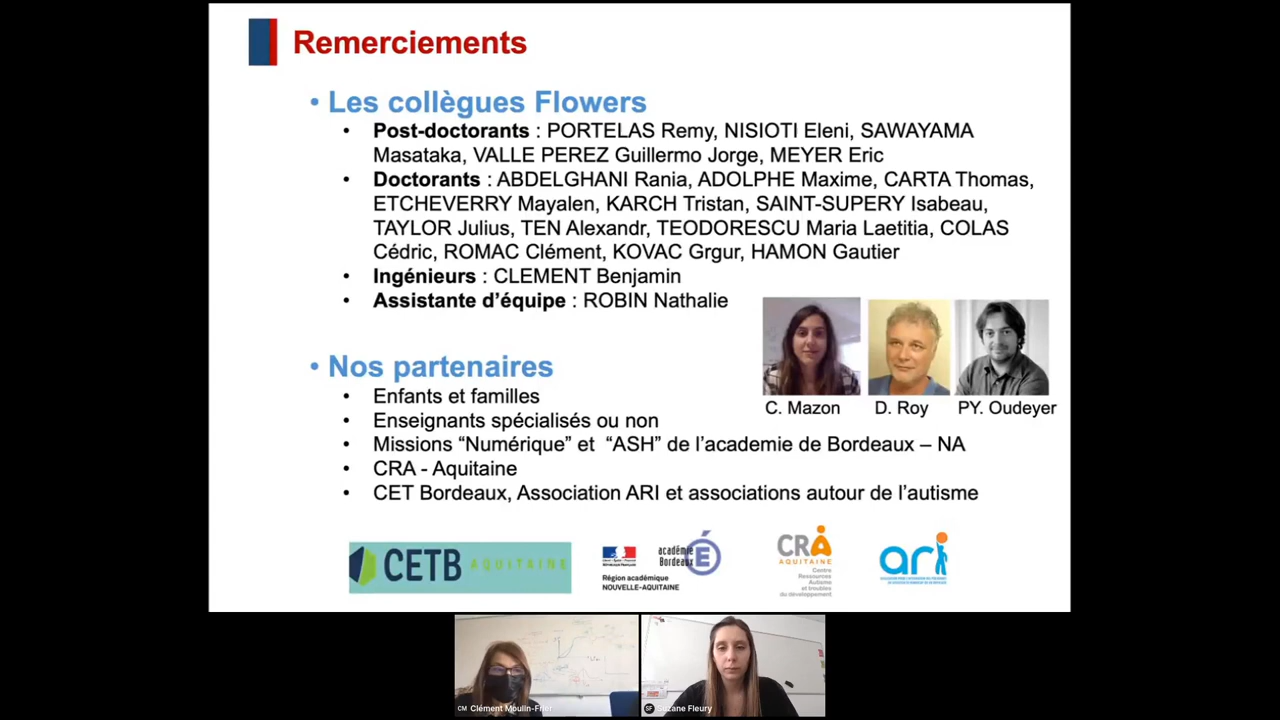 Remerciements
• Les collègues Flowers
• Post-doctorants : PORTELAS Remy, NISIOTI Eleni, SAWAYAMA
Masataka, VALLE PEREZ Guillermo Jorge, MEYER Eric
• Doctorants : ABDELGHANI Rania, ADOLPHE Maxime, CARTA Thomas,
ETCHEVERRY Mayalen, KARCH Tristan, SAINT-SUPERY Isabeau,
TAYLOR Julius, TEN Alexandr, TEODORESCU Maria Laetitia, COLAS
Cédric, ROMAC Clément, KOVAC Grgur, HAMON Gautier
• Ingénieurs : CLEMENT Benjamin
• Assistante d’équipe : ROBIN Nathalie
C. Mazon D. Roy PY. Oudeyer
• Nos partenaires
• Enfants et familles
• Enseignants spécialisés ou non
• Missions “Numérique” et “ASH” de l’academie de Bordeaux – NA
• CRA - Aquitaine
• CET Bordeaux, Association ARI et associations autour de l’autisme
CETB AQUITAINE
académie
Bordeaux
É
Région académique
NOUVELLE-AQUITAINE
CRA
AQUITAINE
Centre
Ressources
Autisme
et troubles
du développement
ari
CM Clément Moulin-Frier
SF Suzane Fleury